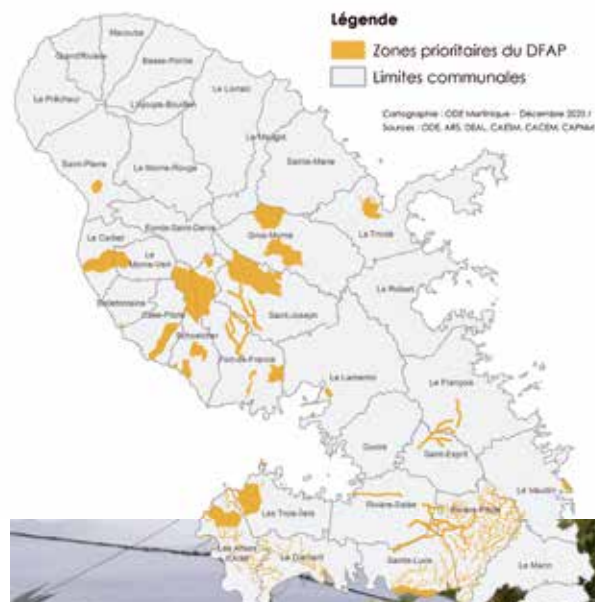 Légende
Zones prioritaires du DFAP
Limites communales
Cartographie : ODE Martinique - Décembre 2020 /
Sources : ODE, ARS, DEAL, CAESM, CACEM, CAPNM
Macouba
Grand'Rivière
Basse-Pointe
Le Prêcheur
L'Ajoupa-Bouillon
Le Lorrain
Le Marigot
Saint-Pierre
Le Morne-Rouge
Sainte-Marie
Fonds-Saint-Denis
Gros-Morne
La Trinité
Le Carbet
Le
Morne-Vert
Bellefontaine
Le Robert
Case-Pilote
Saint-Joseph
Schoelcher
Fort-de-France
Le Lamentin
Le François
Ducos
Saint-Esprit
Le Vauclin
Les Trois-Îlets
Rivière-Salée
Rivière-Pilote
Les Anses
d'Arlet
Le Diamant
Sainte-Luce
Le Marin